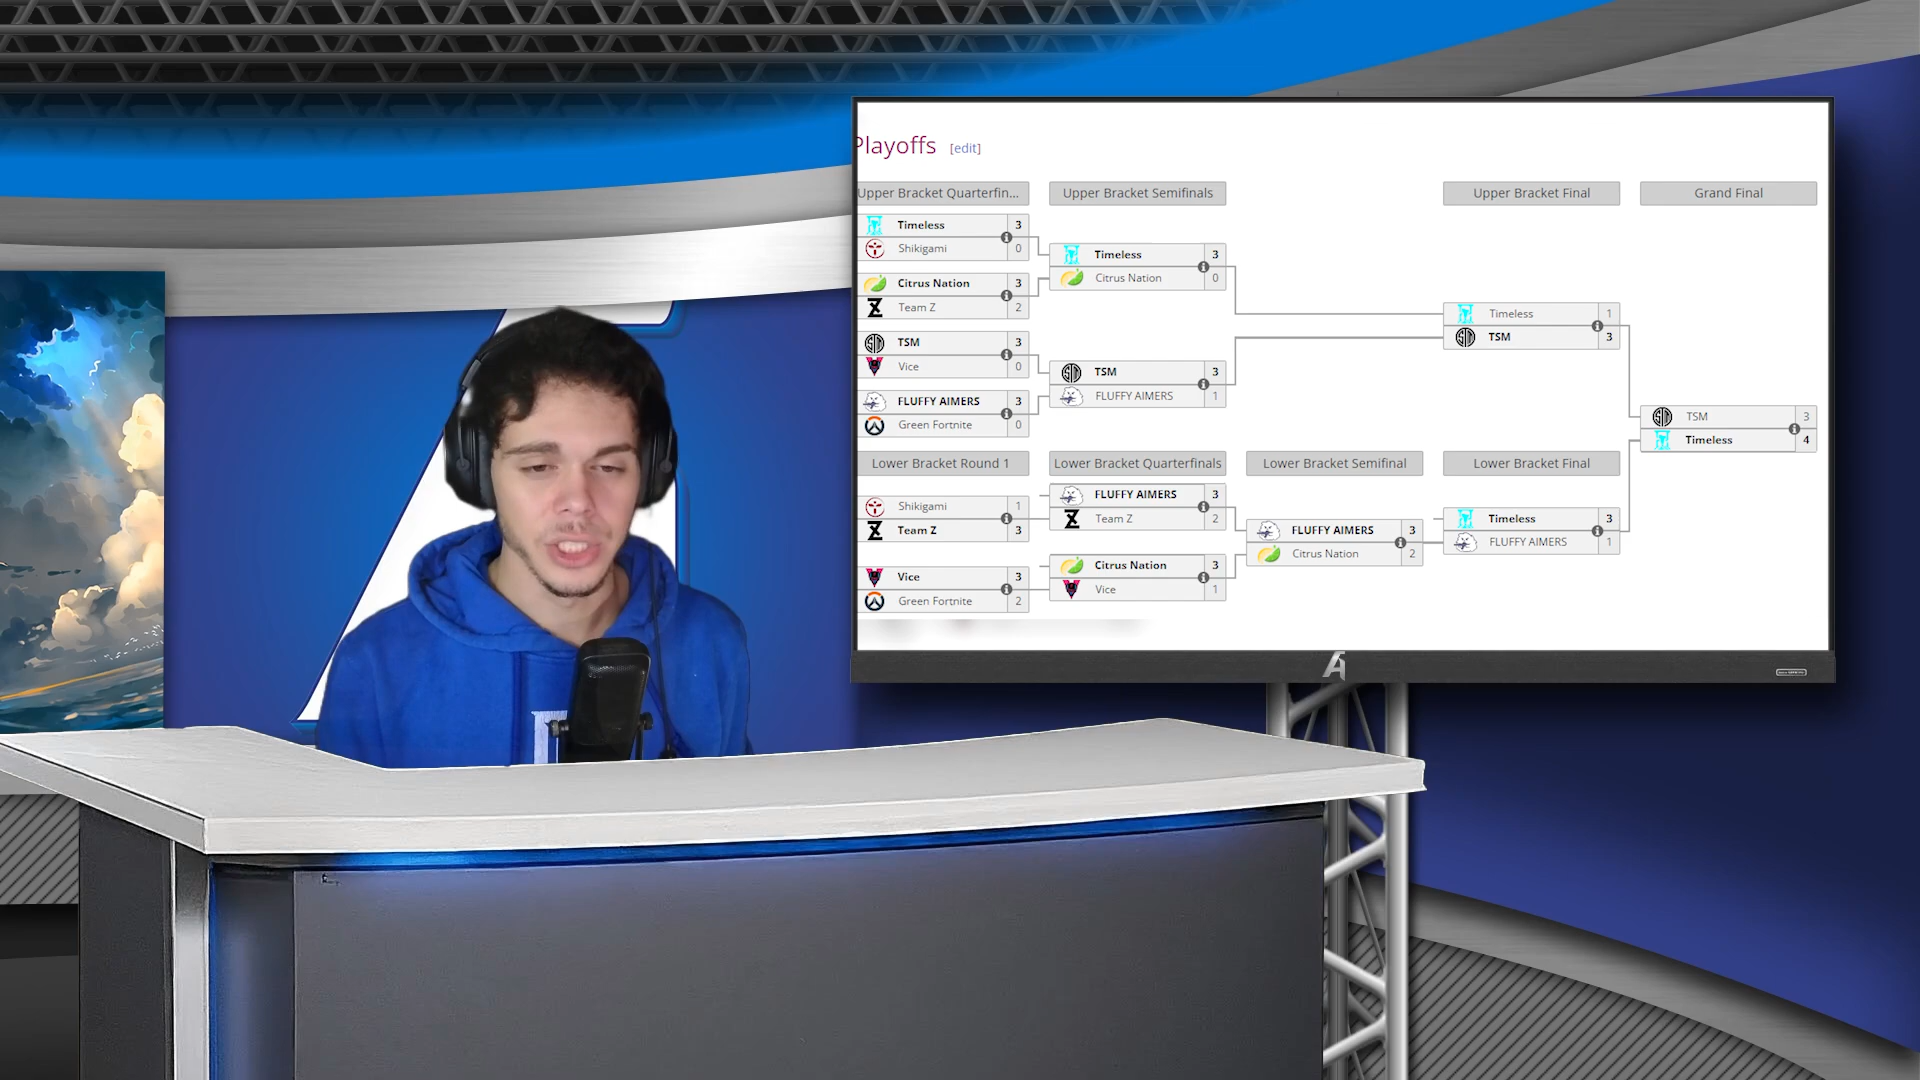 Playoffs [edit]
Upper Bracket Quarterfin...
Upper Bracket Semifinals
Upper Bracket Final
Grand Final
Timeless 3
Shikigami 0
Citrus Nation 3
Team Z 2
TSM 3
Vice 0
FLUFFY AIMERS 3
Green Fortnite 0
Timeless 3
Citrus Nation 0
TSM 3
FLUFFY AIMERS 1
Timeless 1
TSM 3
TSM 3
Timeless 4
Lower Bracket Round 1
Lower Bracket Quarterfinals
Lower Bracket Semifinal
Lower Bracket Final
Shikigami 1
Team Z 3
Vice 3
Green Fortnite 2
FLUFFY AIMERS 3
Team Z 2
Citrus Nation 3
Vice 1
FLUFFY AIMERS 3
Citrus Nation 2
Timeless 3
FLUFFY AIMERS 1